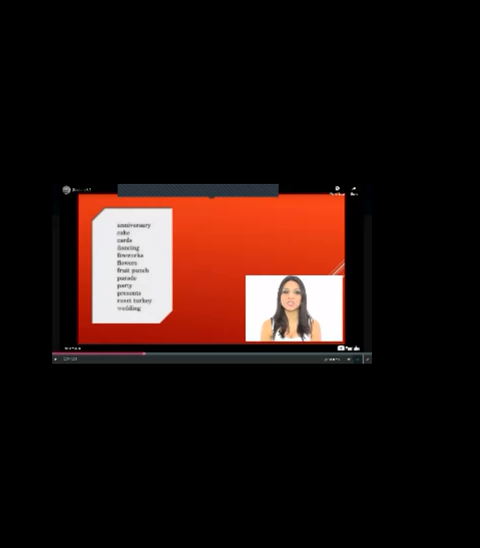 anniversary
cake
cards
dancing
fireworks
flowers
fruit punch
parade
party
presents
roast turkey
wedding